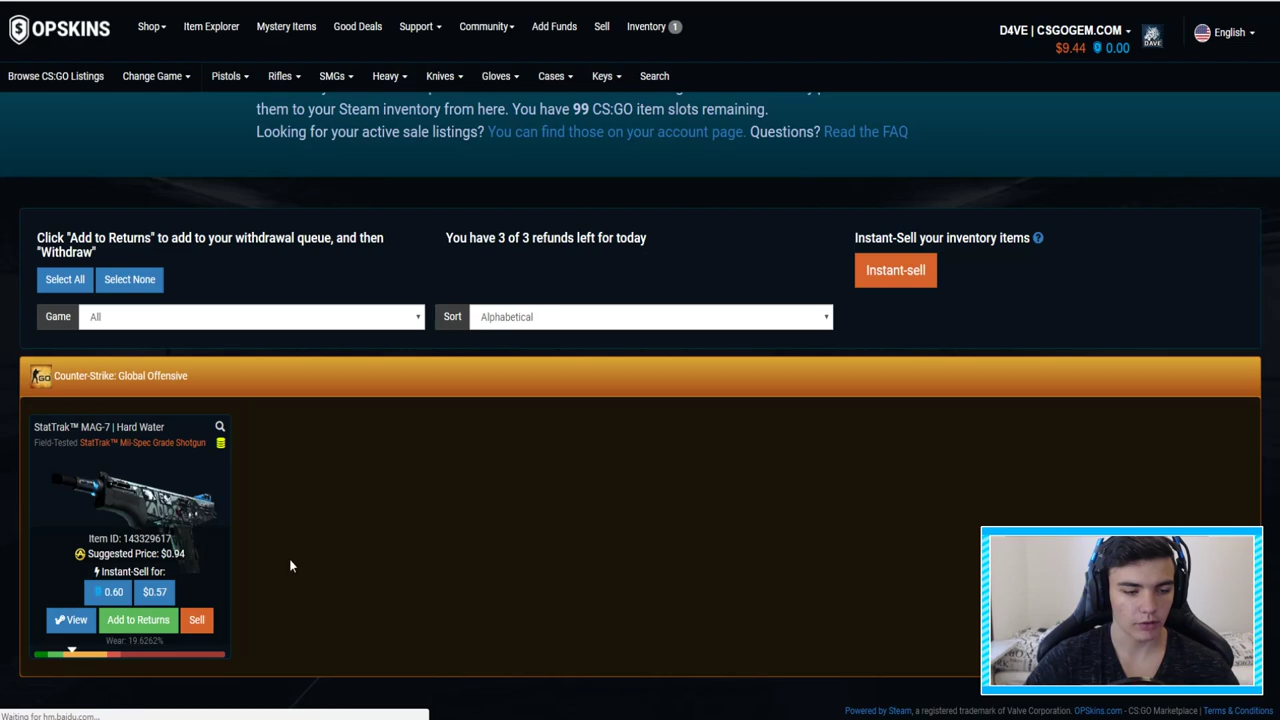 OPSKINS
Shop
Item Explorer
Mystery Items
Good Deals
Support
Community
Add Funds
Sell
Inventory 1
D4VE | CSGOGEM.COM
$9.44 0.00
DAVE
English
Browse CS:GO Listings
Change Game
Pistols
Rifles
SMGs
Heavy
Knives
Gloves
Cases
Keys
Search
them to your Steam inventory from here. You have 99 CS:GO item slots remaining.
Looking for your active sale listings? You can find those on your account page. Questions? Read the FAQ
Click "Add to Returns" to add to your withdrawal queue, and then
"Withdraw"
Select All
Select None
You have 3 of 3 refunds left for today
Instant-Sell your inventory items ?
Instant-sell
Game
All
Sort
Alphabetical
GO
Counter-Strike: Global Offensive
StatTrak™ MAG-7 | Hard Water
Field-Tested StatTrak™ Mil-Spec Grade Shotgun
Item ID: 143329617
Suggested Price: $0.94
Instant-Sell for:
0.60
$0.57
View
Add to Returns
Sell
Wear: 19.6262%
Waiting for hm.baidu.com...
Powered by Steam, a registered trademark of Valve Corporation. OPSkins.com - CS:GO Marketplace | Terms & Conditions